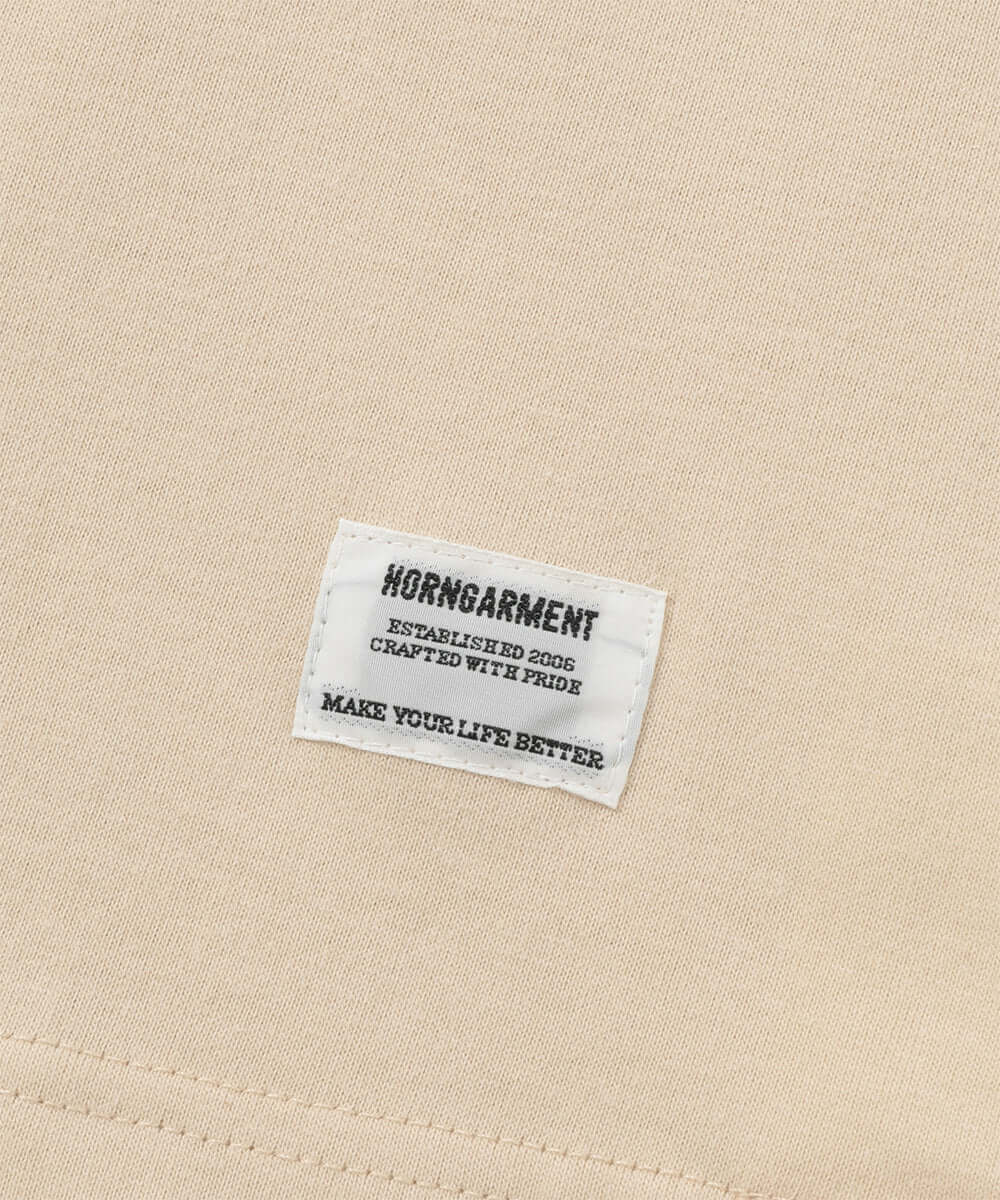 HORNGARMENT
ESTABLISHED 2006
CRAFTED WITH PRIDE
MAKE YOUR LIFE BETTER